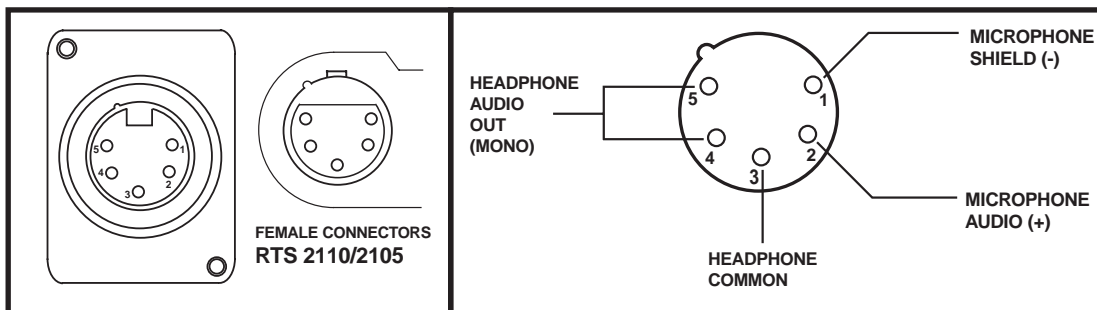 5
1
4
2
3
FEMALE CONNECTORS
RTS 2110/2105
HEADPHONE
AUDIO
OUT
(MONO)
5
4
3
1
2
MICROPHONE
SHIELD (-)
MICROPHONE
AUDIO (+)
HEADPHONE
COMMON